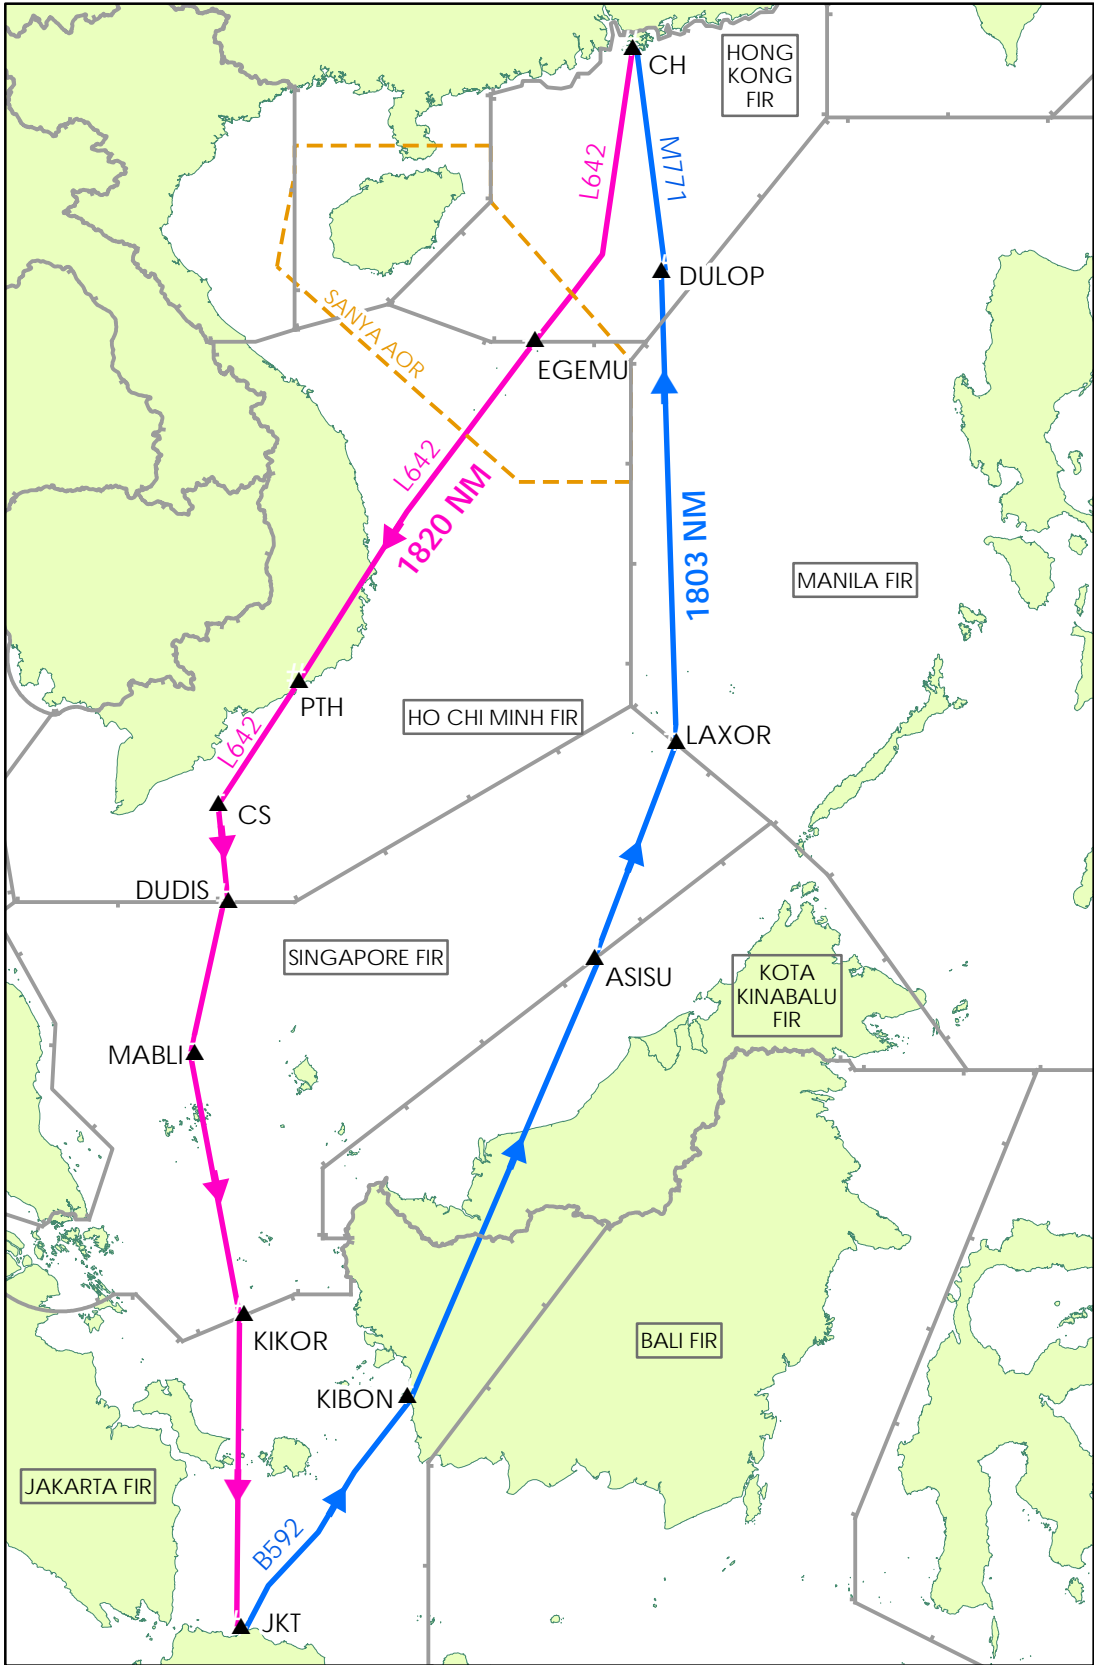 HONG
KONG
FIR
CH
M771
L642
DULOP
SANYA AOR
EGEMU
L642
1820 NM
1803 NM
MANILA FIR
PTH
HO CHI MINH FIR
LAXOR
L642
CS
DUDIS
SINGAPORE FIR
ASISU
KOTA
KINABALU
FIR
MABLI
KIKOR
BALI FIR
KIBON
JAKARTA FIR
B592
JKT